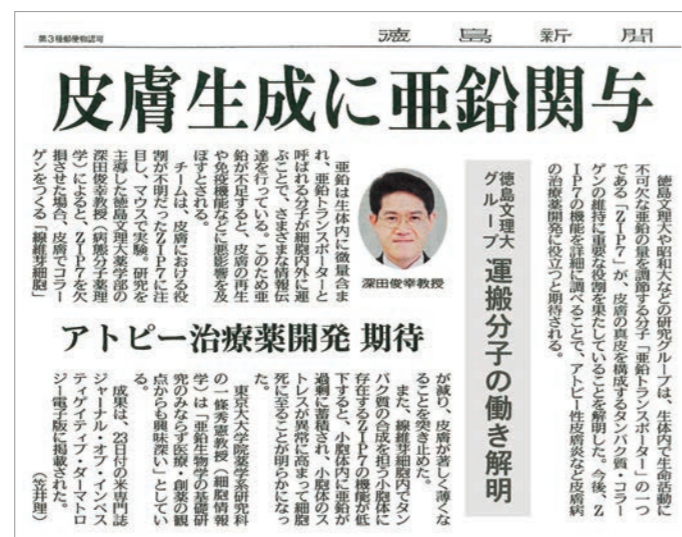 第3種郵便物認可
徳島新聞
皮膚生成に亜鉛関与
徳島文理大
グループ
運搬分子の働き解明
徳島文理大や昭和大などの研究グループは、生体内で生命活動に
不可欠な亜鉛の量を調節する分子「亜鉛トランスポーター」の一つ
である「ZIP7」が、皮膚の真皮を構成するタンパク質・コラー
ゲンの維持に重要な役割を果たしていることを解明した。今後、Z
IP7の機能を詳細に調べることで、アトピー性皮膚炎など皮膚病
の治療薬開発に役立つと期待される。
深田俊幸教授
亜鉛は生体内に微量含ま
れ、亜鉛トランスポーターと
呼ばれる分子が細胞内外に運
ぶことで、さまざまな情報伝
達を行っている。このため亜
鉛が不足すると、皮膚の再生
や免疫機能などに悪影響を及
ぼすとされる。
チームは、皮膚における役
割が不明だったZIP7に注
目し、マウスで実験。研究を
主導した徳島文理大薬学部の
深田俊幸教授(病態分子薬理
学)によると、ZIP7を欠
損させた場合、皮膚でコラー
ゲンをつくる「線維芽細胞」
アトピー治療薬開発 期待
が減り、皮膚が著しく薄くな
ることを突き止めた。
また、線維芽細胞内でタン
パク質の合成を担う小胞体に
存在するZIP7の機能が低
下すると、小胞体内に亜鉛が
過剰に蓄積され、小胞体のス
トレスが異常に高まって細胞
死に至ることが明らかになっ
た。
東京大大学院薬学系研究科
の一條秀憲教授(細胞情報
学)は「亜鉛生物学の基礎研
究のみならず医療・創薬の観
点からも興味深い」としてい
る。
成果は、23日付の米専門誌
ジャーナル・オブ・インベス
ティゲイティブ・ダーマトロ
ジー電子版に掲載された。
(笠井理)